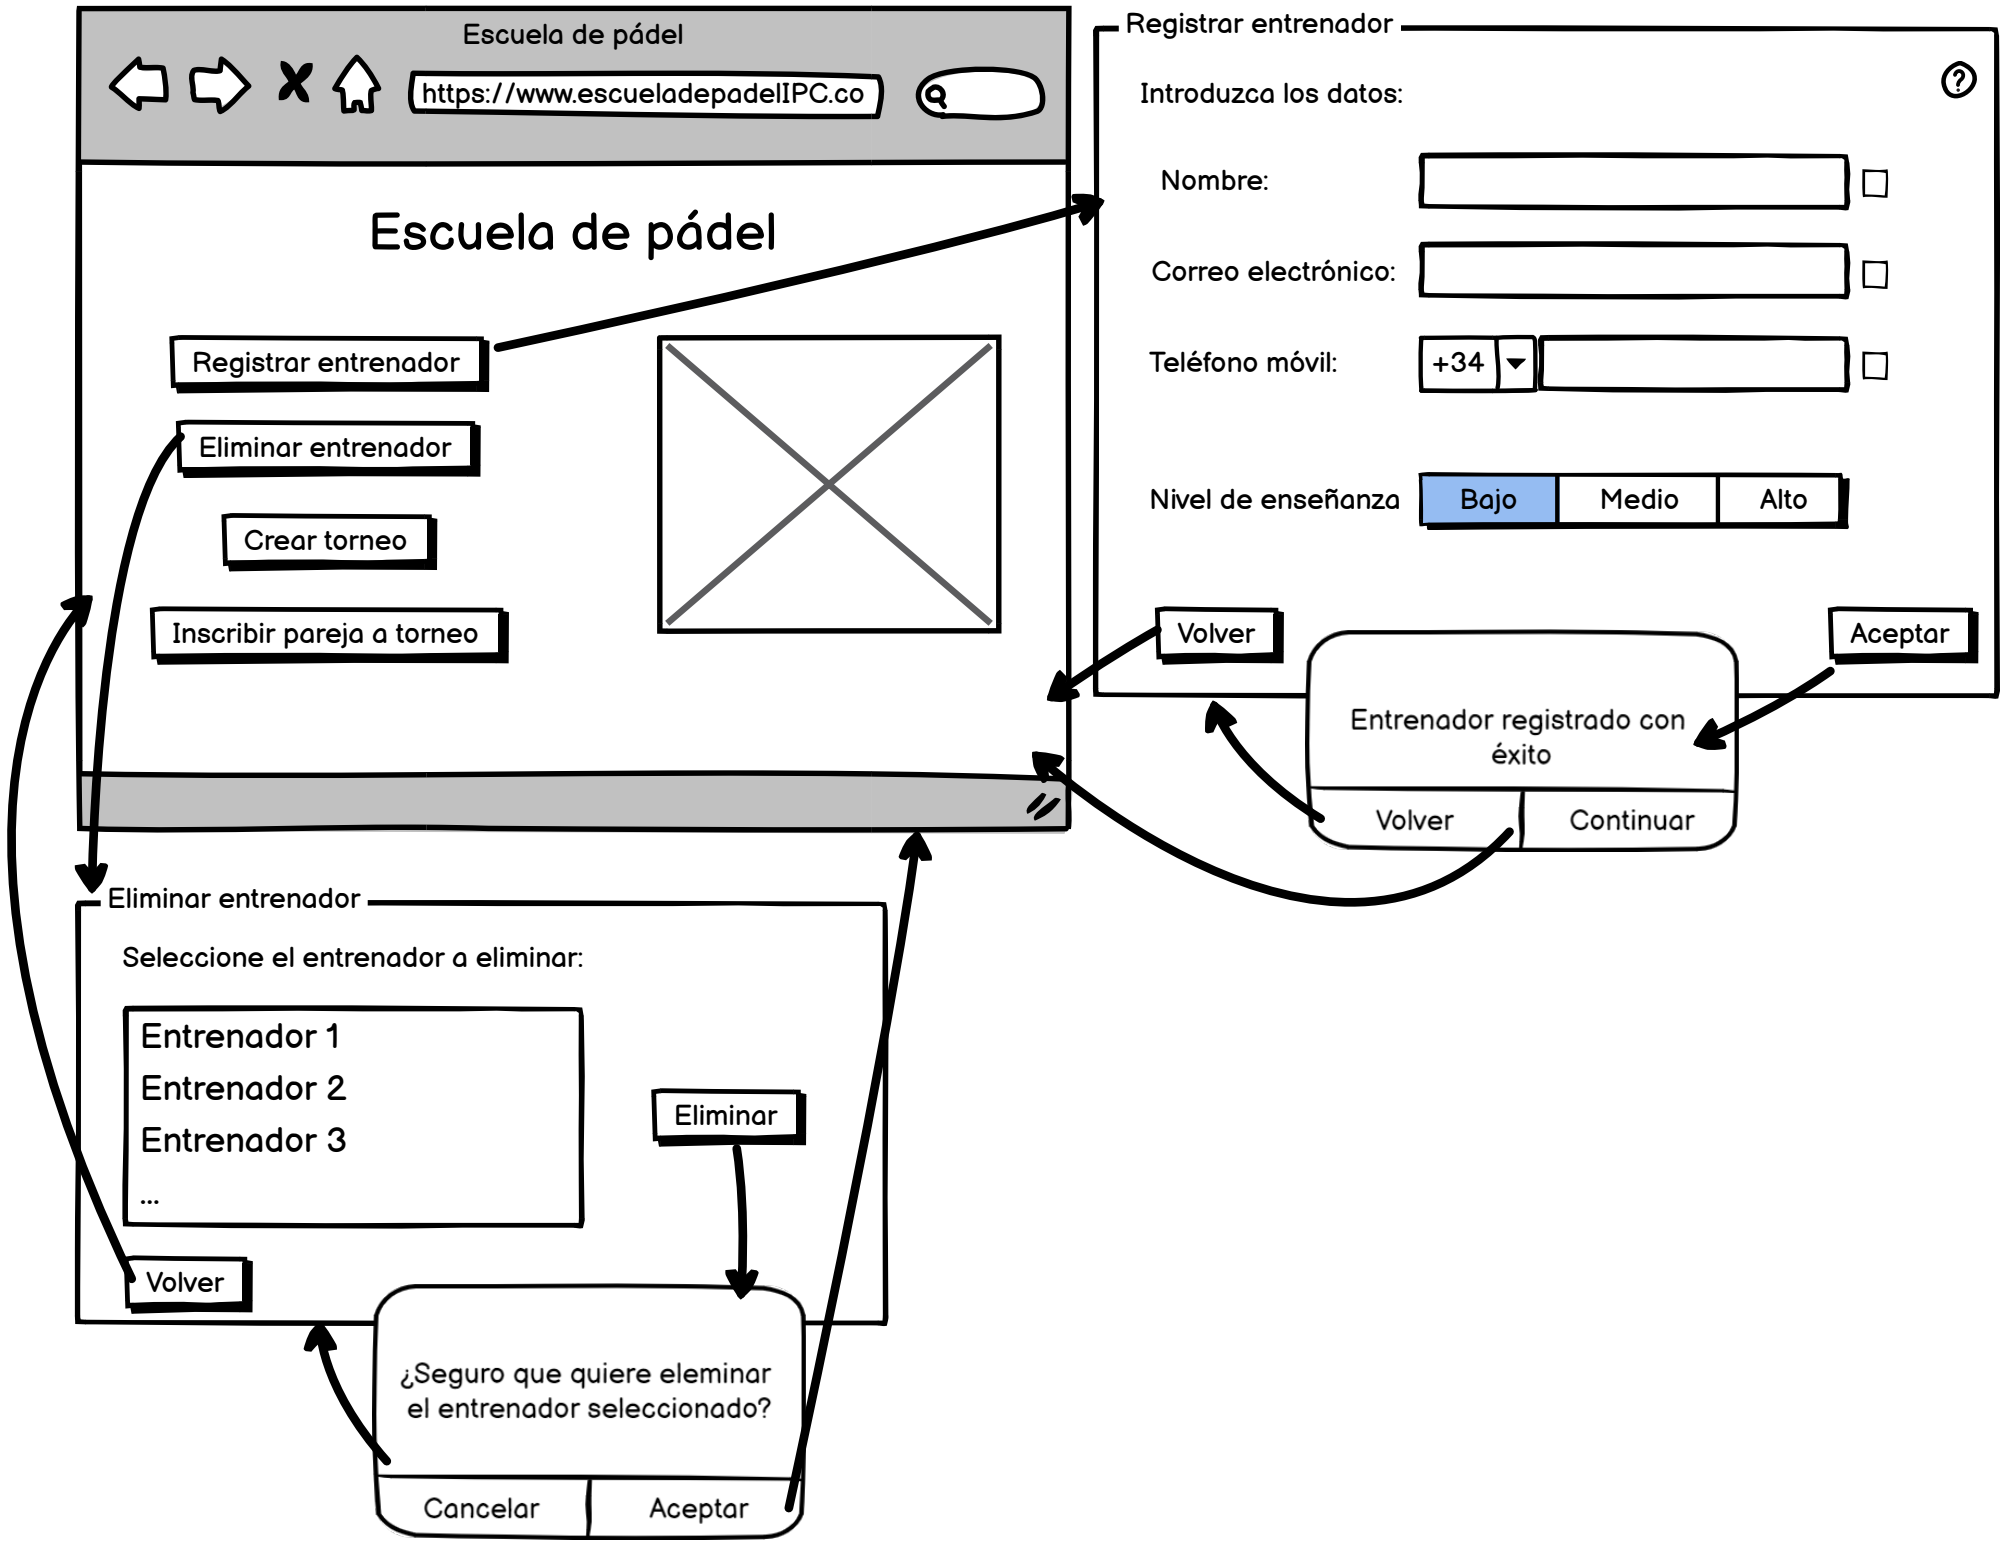 Escuela de pádel
https://www.escueladepadelIPC.co
Escuela de pádel
Registrar entrenador
Eliminar entrenador
Crear torneo
Inscribir pareja a torneo
Registrar entrenador
Introduzca los datos:
?
Nombre:
Correo electrónico:
Teléfono móvil:
+34
Nivel de enseñanza
Bajo
Medio
Alto
Volver
Aceptar
Entrenador registrado con
éxito
Volver
Continuar
Eliminar entrenador
Seleccione el entrenador a eliminar:
Entrenador 1
Entrenador 2
Entrenador 3
...
Eliminar
Volver
¿Seguro que quiere eleminar
el entrenador seleccionado?
Cancelar
Aceptar